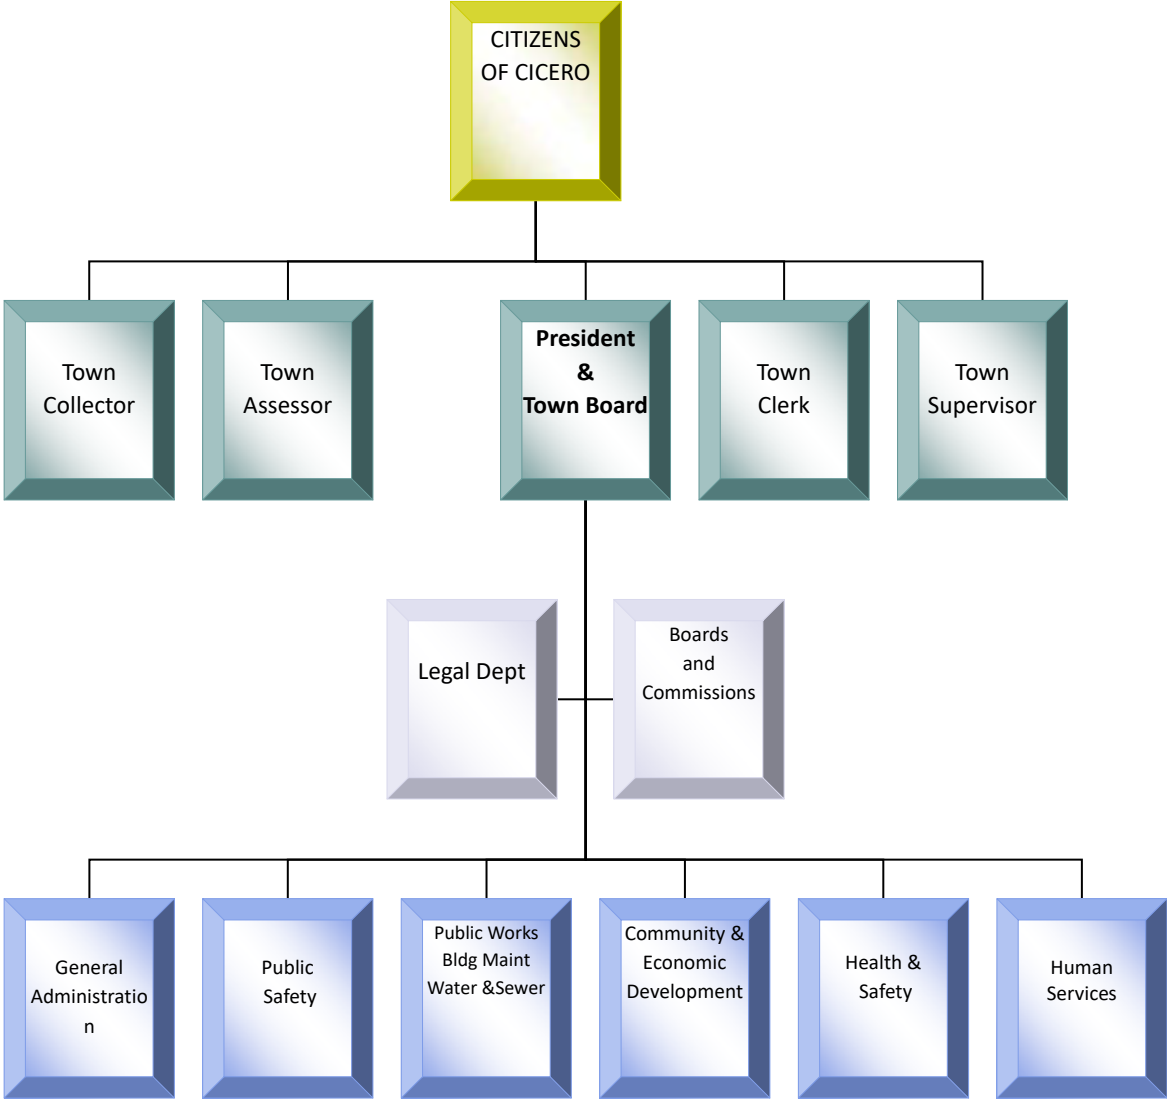 CITIZENS
OF CICERO
Town
Collector
Town
Assessor
President
&
Town Board
Town
Clerk
Town
Supervisor
Legal Dept
Boards
and
Commissions
General
Administratio
n
Public
Safety
Public Works
Bldg Maint
Water &Sewer
Community &
Economic
Development
Health &
Safety
Human
Services